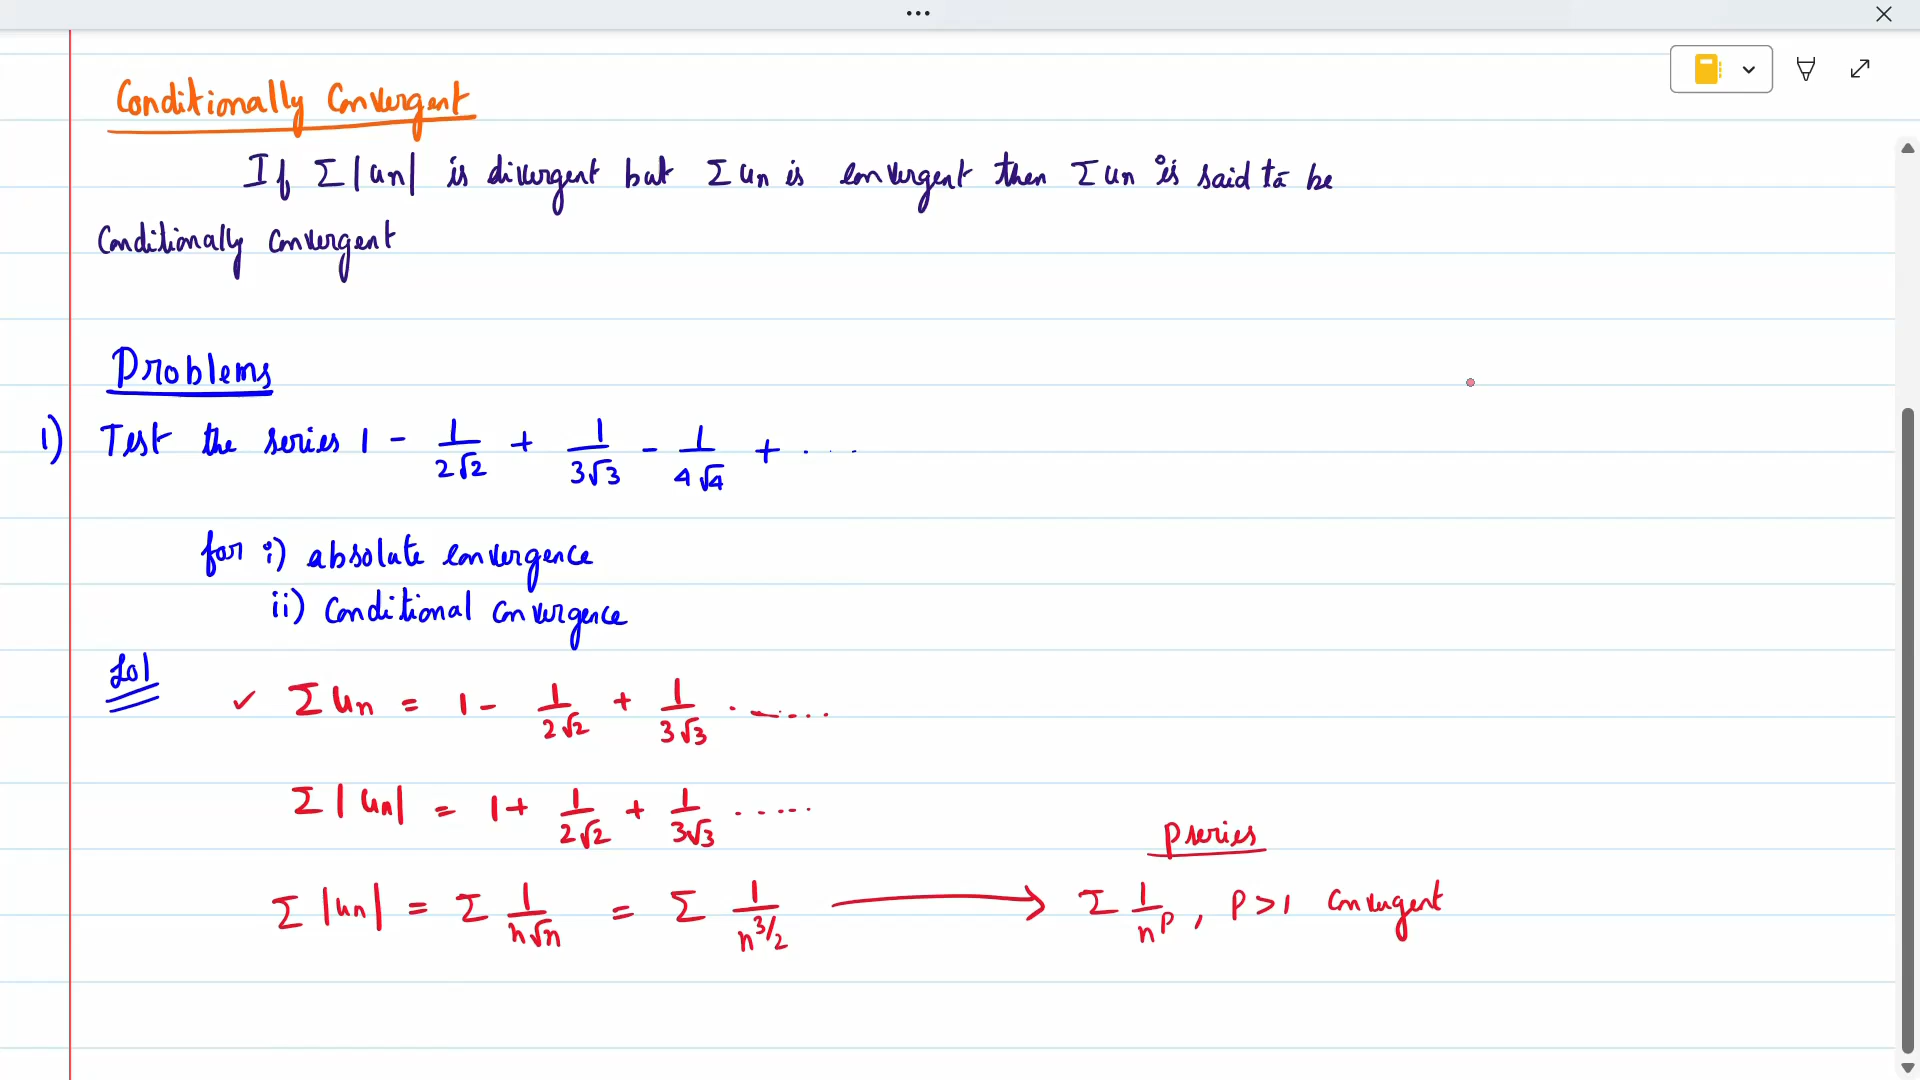 Conditionally Convergent
If Σ|un| is divergent but Σ un is convergent then Σ un is said to be
Conditionally Convergent
Problems
1) Test the series 1 - 1/2√2 + 1/3√3 - 1/4√4 + ....
for i) absolute convergence
ii) Conditional Convergence
Sol
✓ Σ Un = 1 - 1/2√2 + 1/3√3 .......
Σ |Un| = 1 + 1/2√2 + 1/3√3 ......
P series
Σ |Un| = Σ 1/n√n = Σ 1/n^3/2 → Σ 1/n^P , P > 1 Convergent